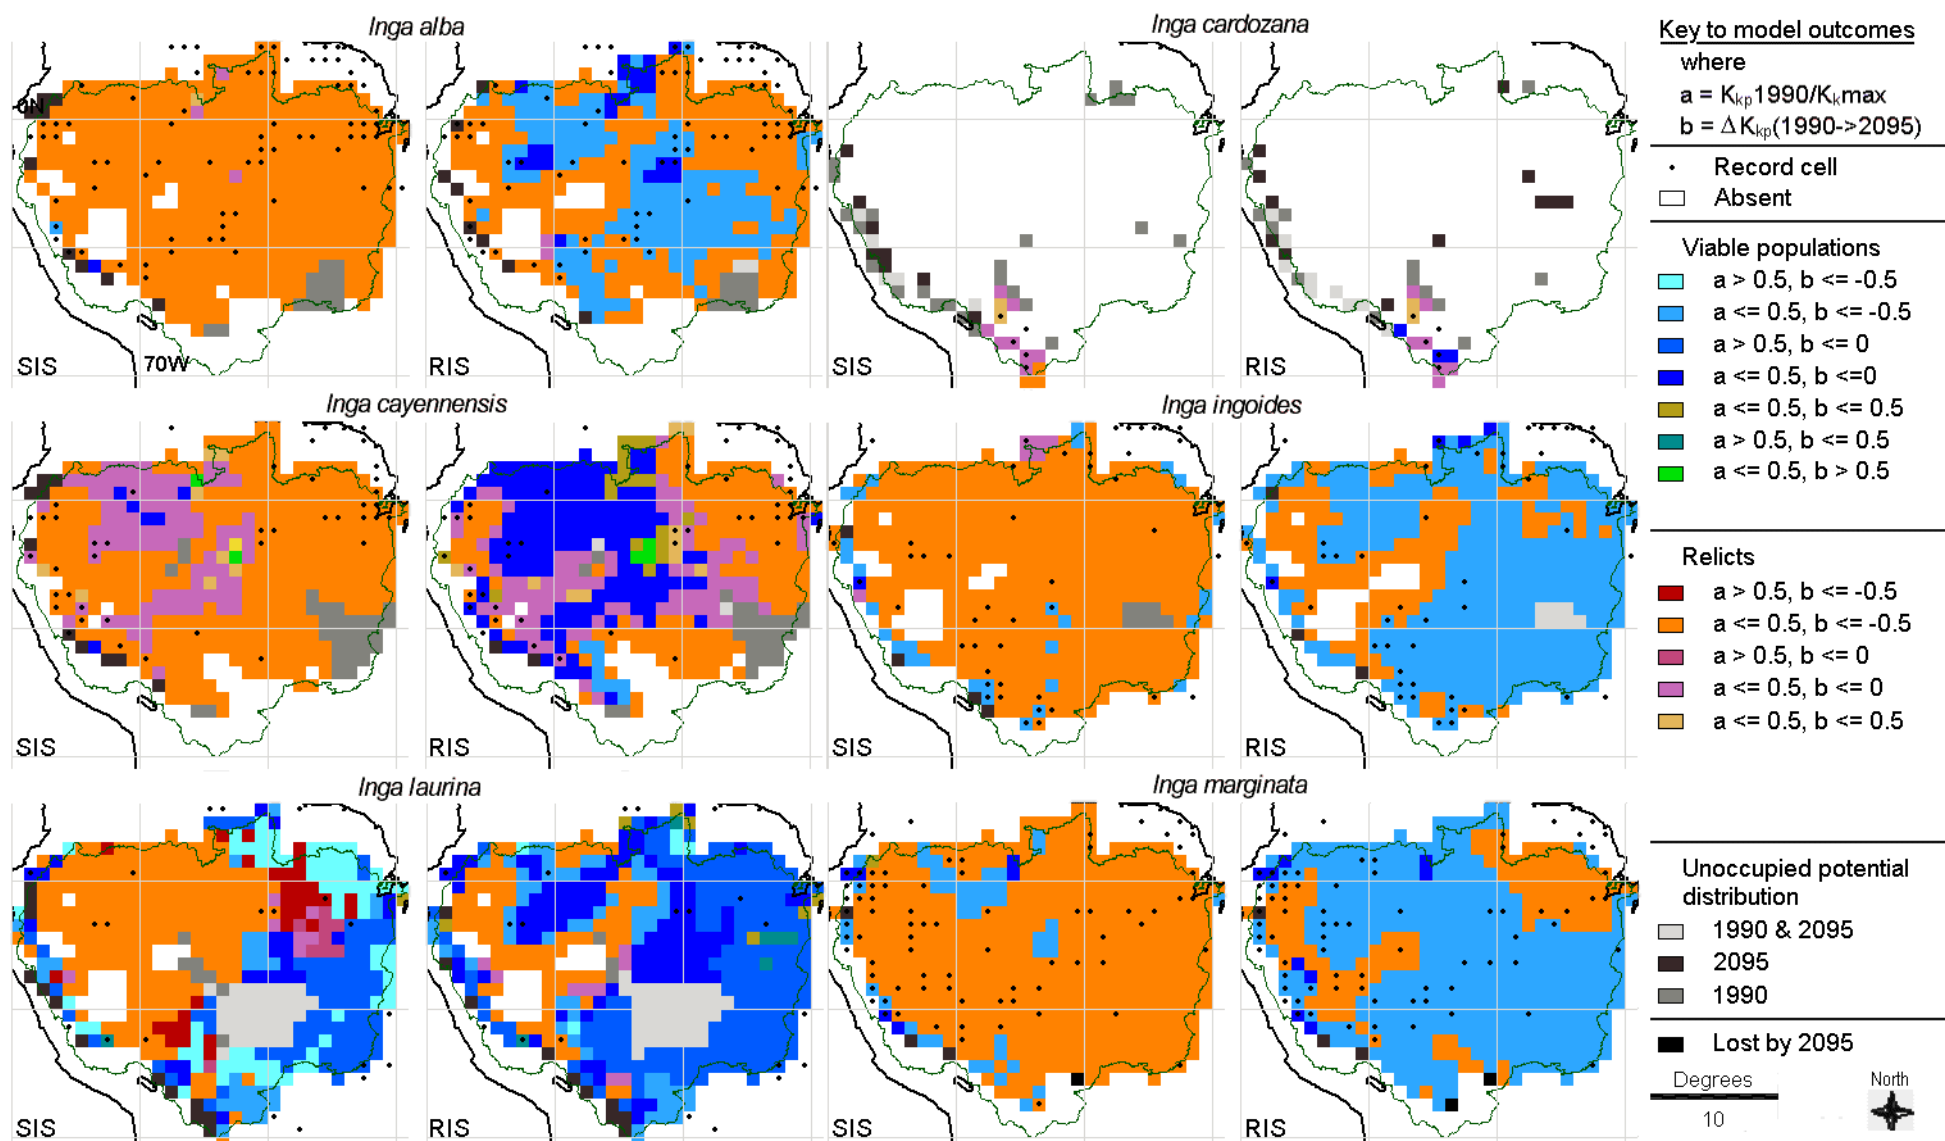 Inga alba
Inga cardozana
0N
SIS
70W
RIS
SIS
RIS
Inga cayennensis
Inga ingoides
SIS
RIS
SIS
RIS
Inga laurina
Inga marginata
SIS
RIS
SIS
RIS
Key to model outcomes
where
a = Kkp1990/Kkmax
b = ΔKkp(1990->2095)
Record cell
Absent
Viable populations
a > 0.5, b <= -0.5
a <= 0.5, b <= -0.5
a > 0.5, b <= 0
a <= 0.5, b <=0
a <= 0.5, b <= 0.5
a > 0.5, b <= 0.5
a <= 0.5, b > 0.5
Relicts
a > 0.5, b <= -0.5
a <= 0.5, b <= -0.5
a > 0.5, b <= 0
a <= 0.5, b <= 0
a <= 0.5, b <= 0.5
Unoccupied potential
distribution
1990 & 2095
2095
1990
Lost by 2095
Degrees
10
North